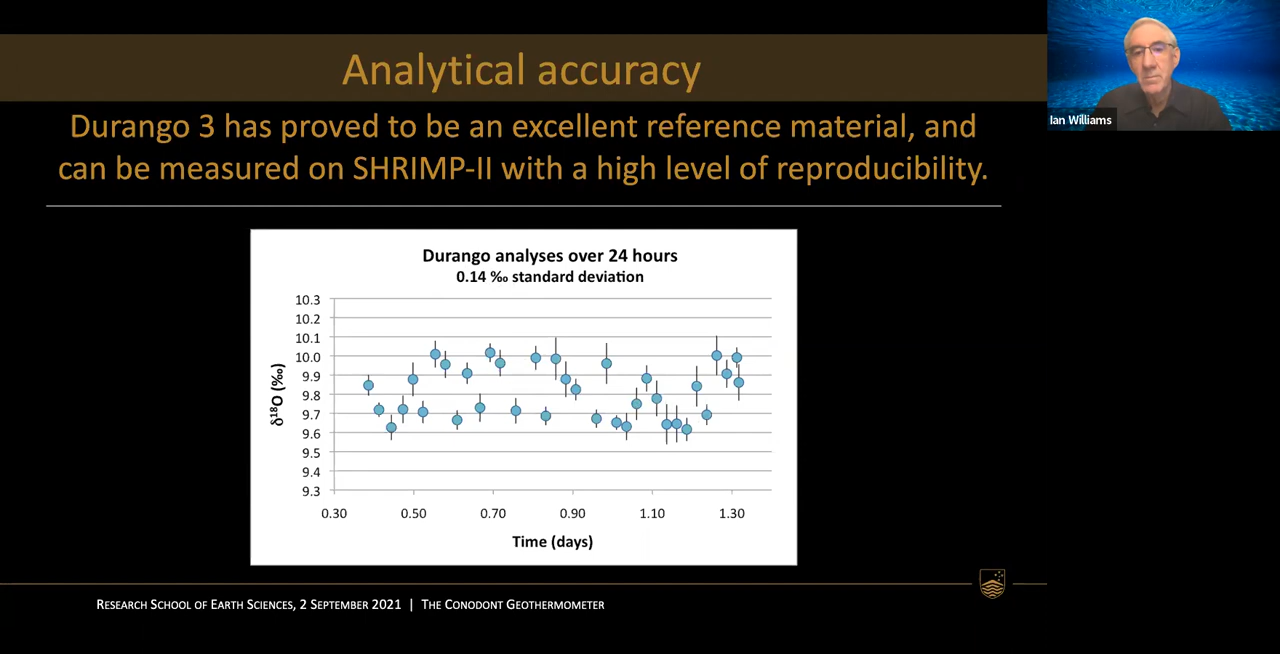 Analytical accuracy
Ian Williams
Durango 3 has proved to be an excellent reference material, and
can be measured on SHRIMP-II with a high level of reproducibility.
Durango analyses over 24 hours
0.14 ‰ standard deviation
δ¹⁸O (‰)
10.3
10.2
10.1
10.0
9.9
9.8
9.7
9.6
9.5
9.4
9.3
0.30 0.50 0.70 0.90 1.10 1.30
Time (days)
Research School of Earth Sciences, 2 September 2021 | The Conodont Geothermometer